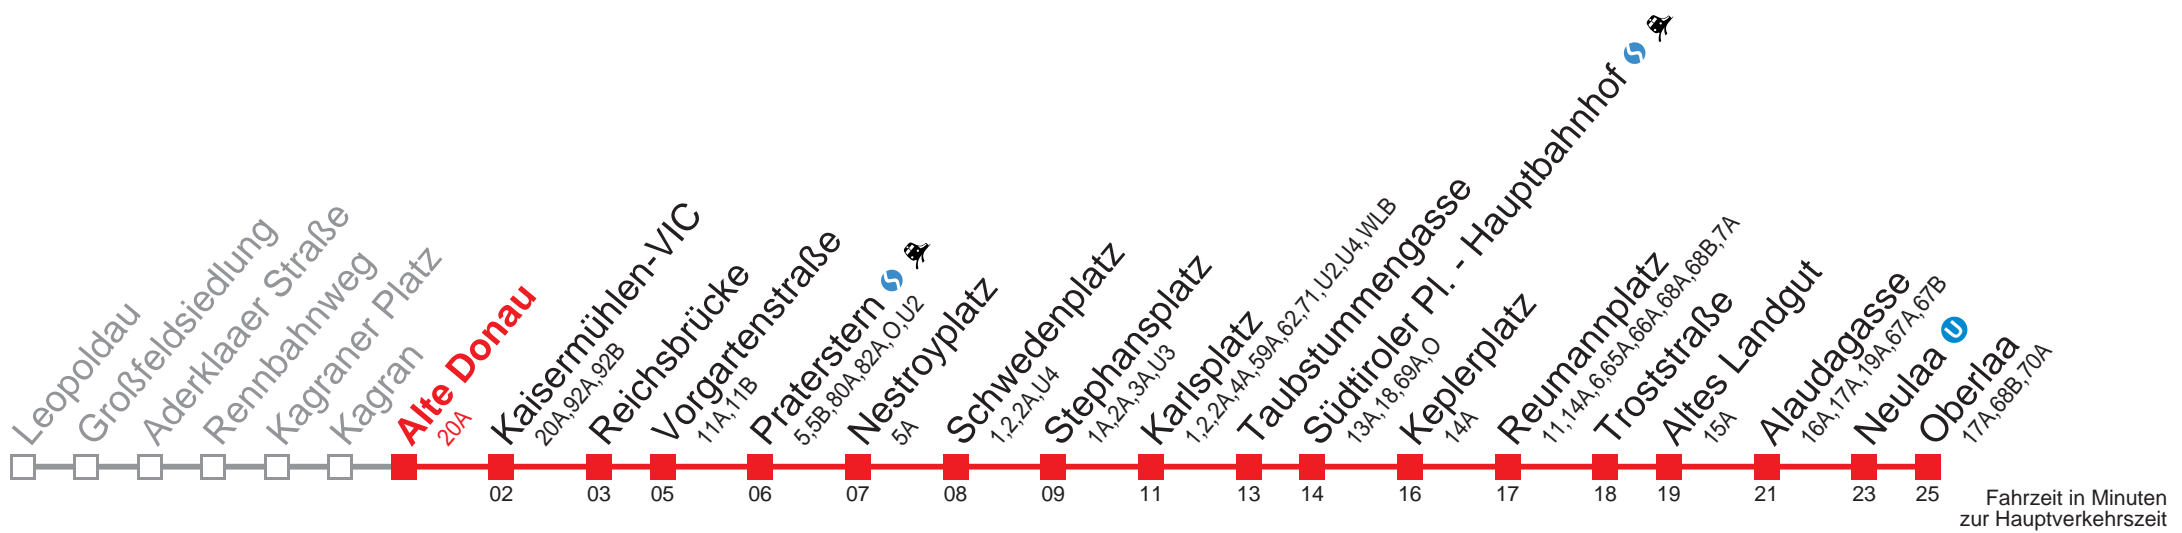 Leopoldau
Großfeldsiedlung
Aderklaaer Straße
Rennbahnweg
Kagraner Platz
Kagran
Alte Donau
20A
Kaisermühlen-VIC
20A,92A,92B
Reichsbrücke
Vorgartenstraße
11A,11B
Praterstern
5,5B,80A,82A,O,U2
Nestroyplatz
5A
Schwedenplatz
1,2,2A,U4
Stephansplatz
1A,2A,3A,U3
Karlsplatz
1,2,2A,4A,59A,62,71,U2,U4,WLB
Taubstummengasse
Südtiroler Pl. - Hauptbahnhof
13A,18,69A,O
Keplerplatz
14A
Reumannplatz
11,14A,6,65A,66A,68A,68B,7A
Troststraße
Altes Landgut
15A
Alaudagasse
16A,17A,19A,67A,67B
Neulaa U
Oberlaa
17A,68B,70A
02 03 05 06 07 08 09 11 13 14 16 17 18 19 21 23 25
Fahrzeit in Minuten
zur Hauptverkehrszeit